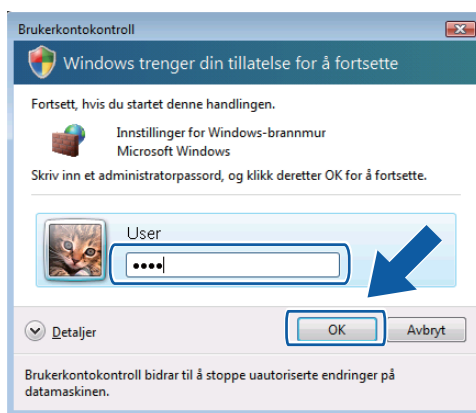 Brukerkontokontroll
Windows trenger din tillatelse for å fortsette
Fortsett, hvis du startet denne handlingen.
Innstillinger for Windows-brannmur
Microsoft Windows
Skriv inn et administratorpassord, og klikk deretter OK for å fortsette.
User
••••
Detaljer
OK
Avbryt
Brukerkontokontroll bidrar til å stoppe uautoriserte endringer på
datamaskinen.